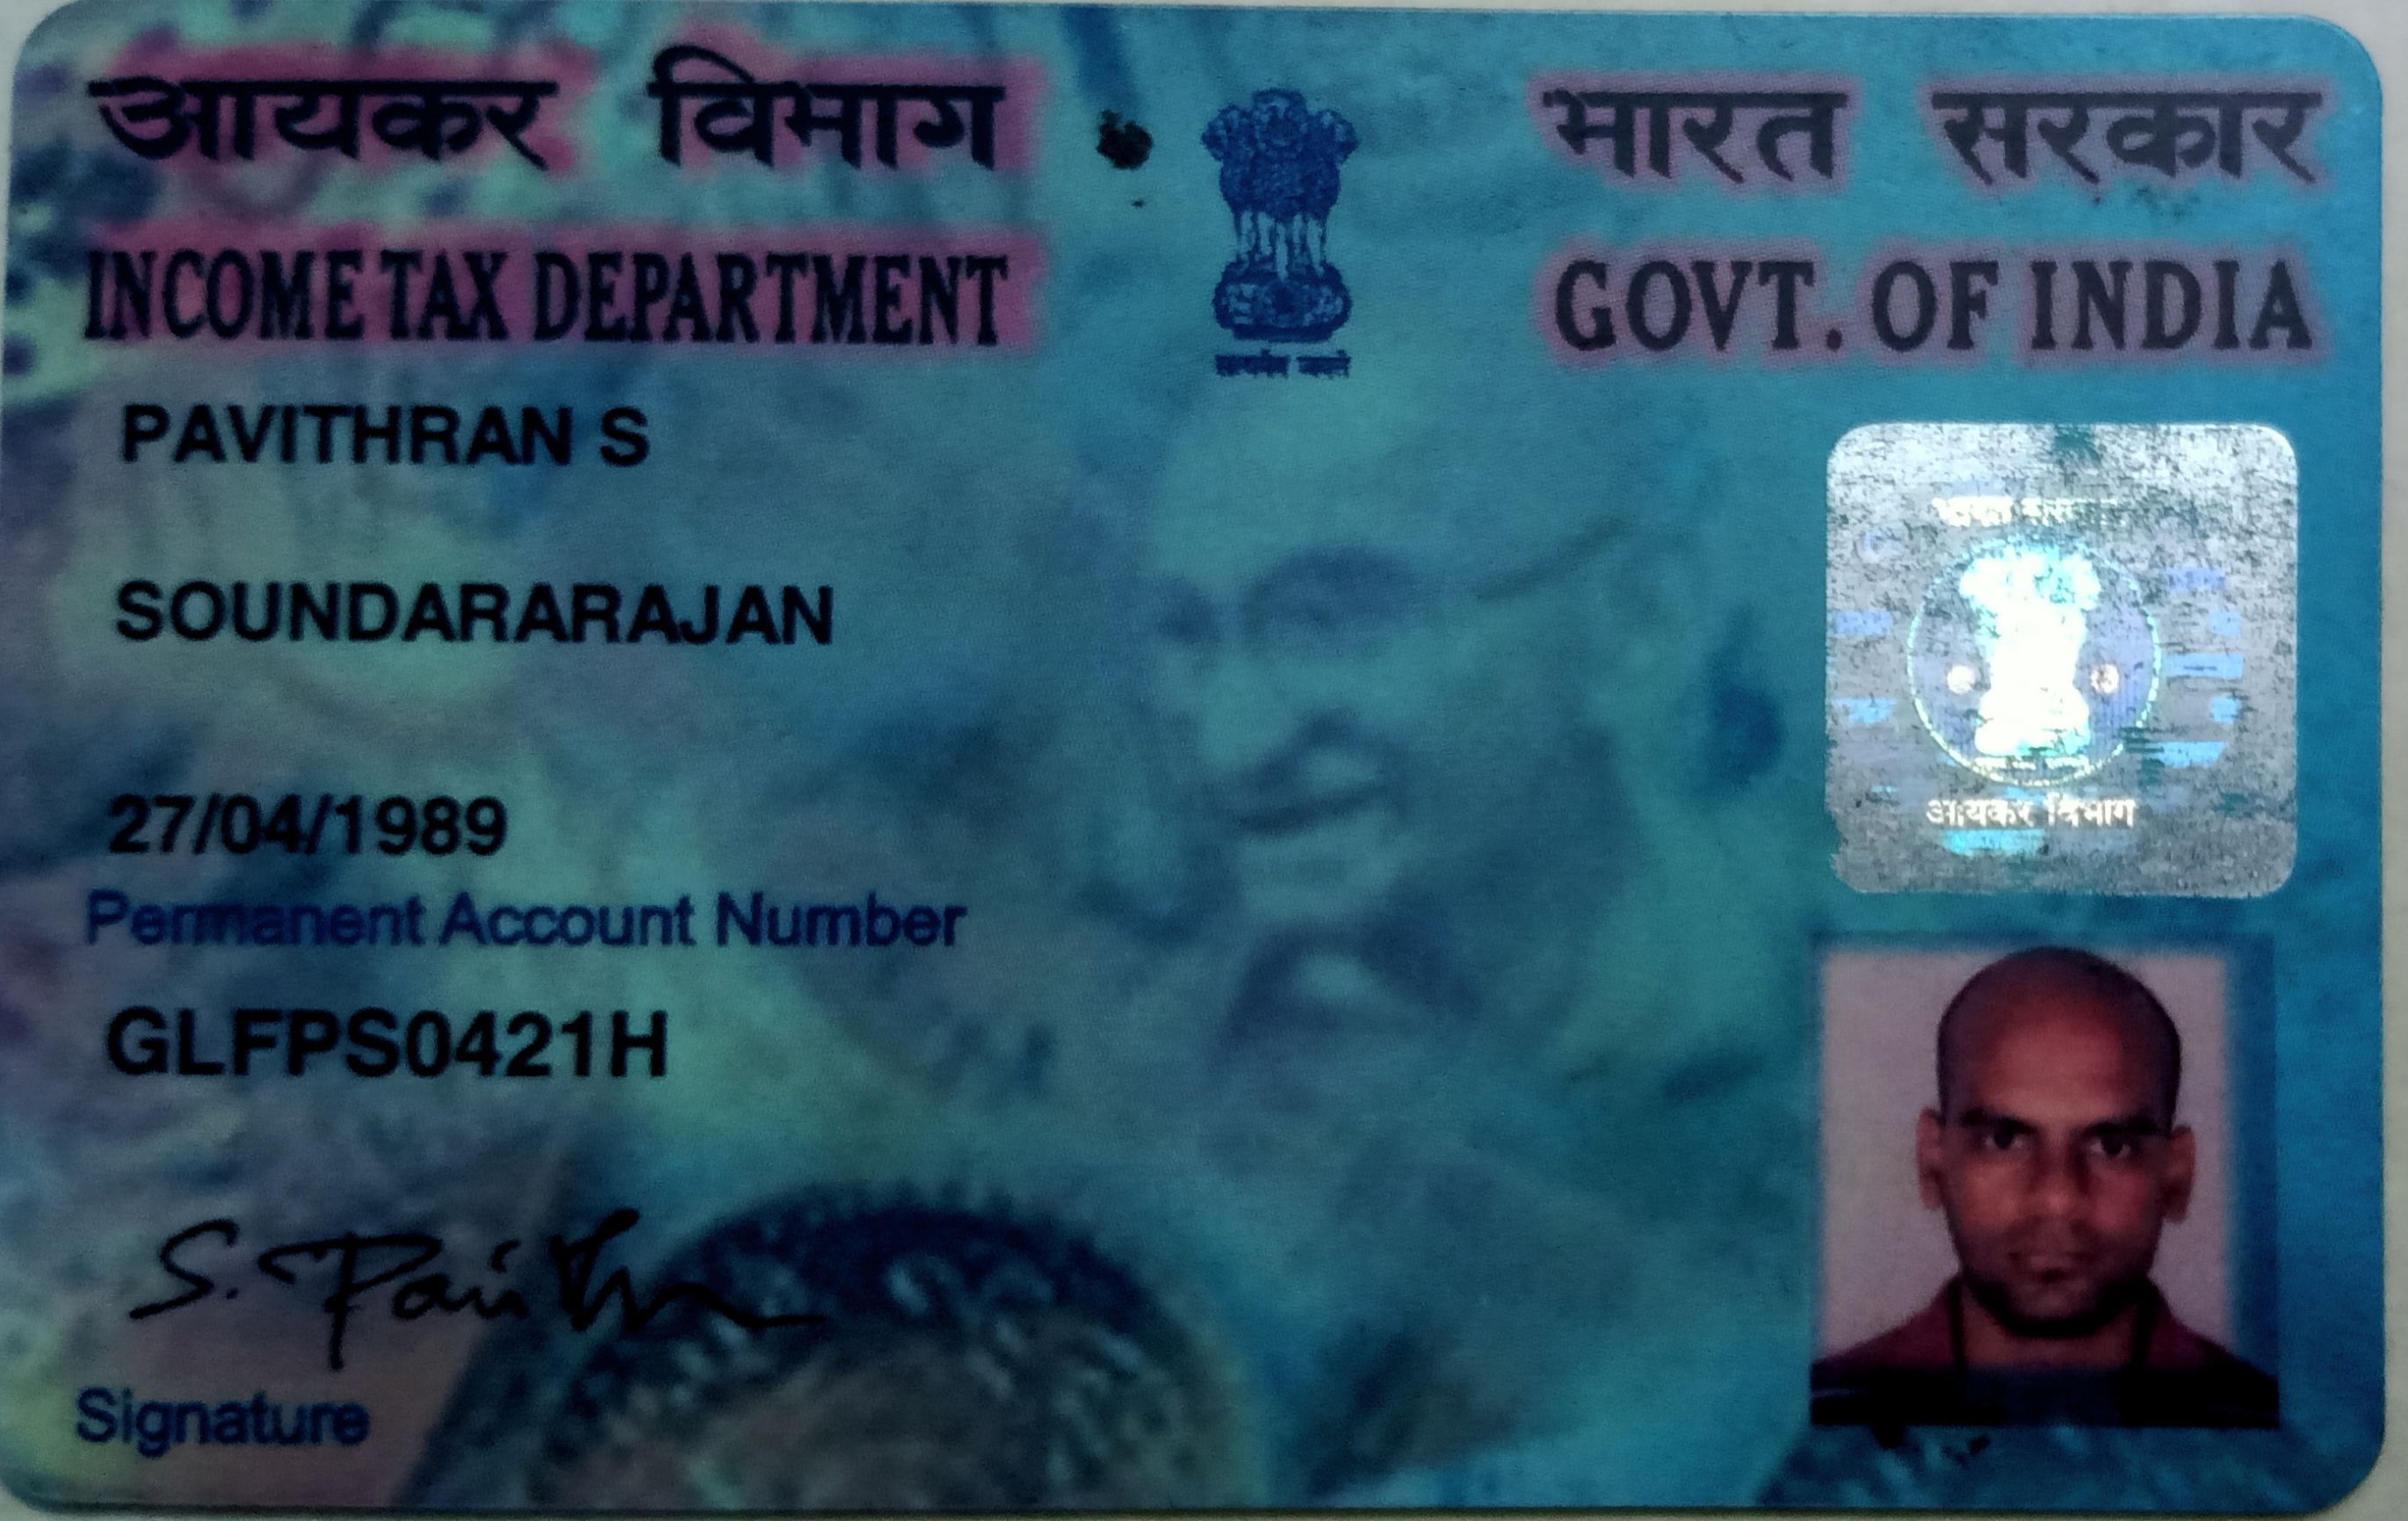 आयकर विभाग
INCOME TAX DEPARTMENT
भारत सरकार
GOVT. OF INDIA
सत्यमेव जयते
PAVITHRAN S
SOUNDARARAJAN
27/04/1989
Permanent Account Number
GLFPS0421H
S. Pavithran
Signature
आयकर विभाग